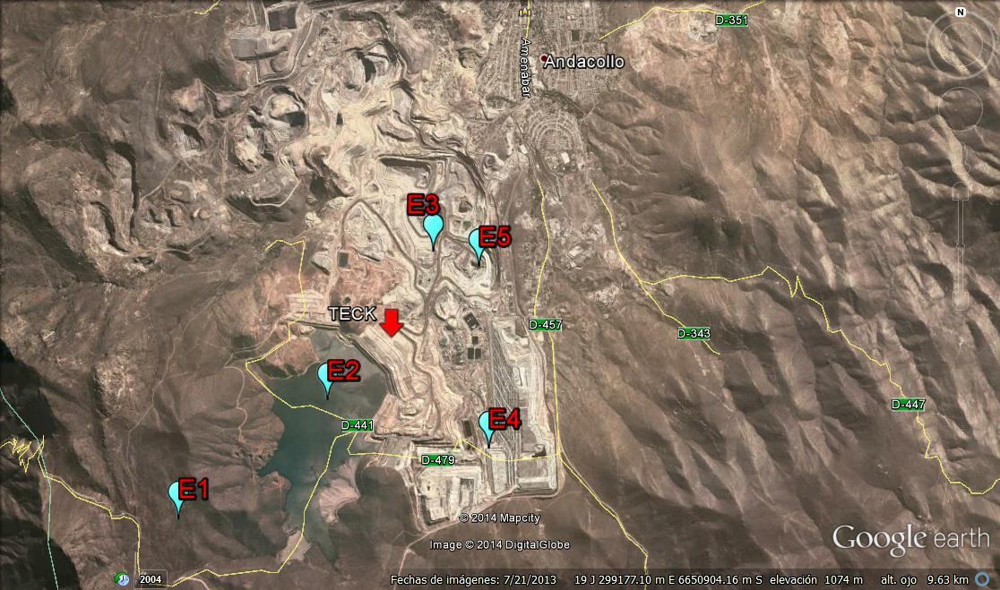 N
D-351
Amenábar
Andacollo
E3
E5
TECK
D-457
D-343
E2
D-447
E4
D-441
D-479
E1
© 2014 Mapcity
Google earth
Image © 2014 DigitalGlobe
2004
Fechas de imágenes: 7/21/2013 19 J 299177.10 m E 6650904.16 m S elevación 1074 m alt. ojo 9.63 km